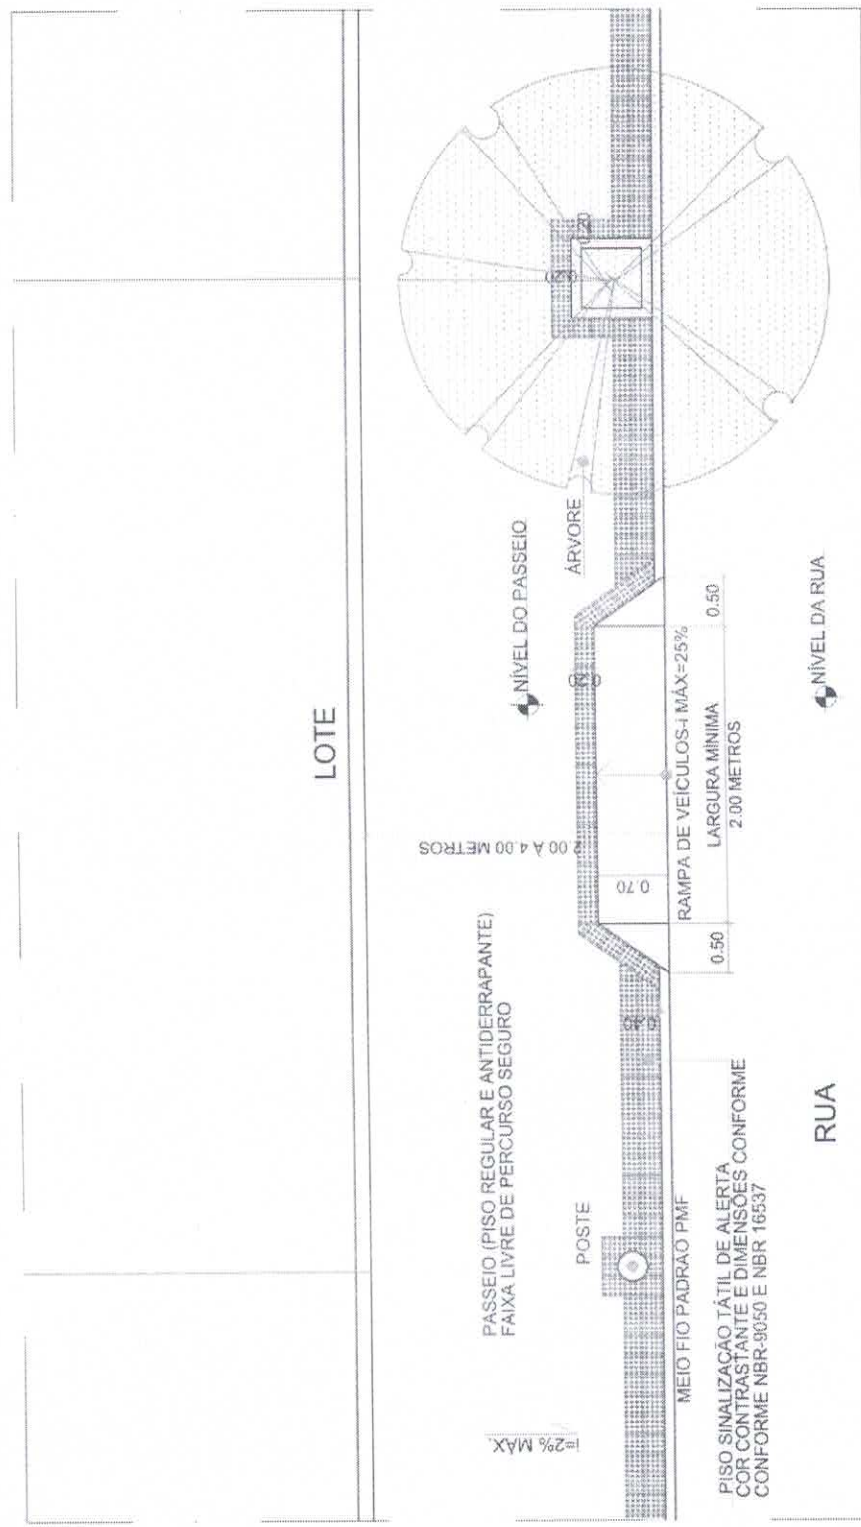 LOTE
PASSEIO (PISO REGULAR E ANTIDERRAPANTE)
FAIXA LIVRE DE PERCURSO SEGURO
i=2% MÁX.
2.00 À 4.00 METROS
NÍVEL DO PASSEIO
ÁRVORE
0.20
POSTE
0.40
0.70
MEIO FIO PADRÃO PMF
RAMPA DE VEÍCULOS-i MÁX=25%
0.50
LARGURA MÍNIMA
2.00 METROS
0.50
PISO SINALIZAÇÃO TÁTIL DE ALERTA
COR CONTRASTANTE E DIMENSÕES CONFORME
CONFORME NBR-9050 E NBR 16537
NÍVEL DA RUA
RUA